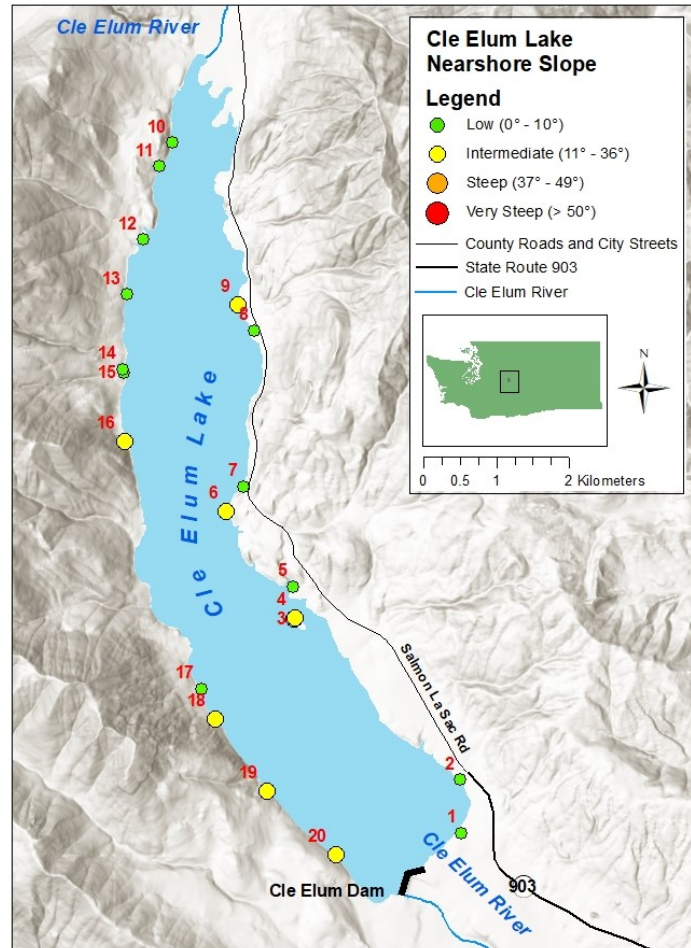 Cle Elum River
Cle Elum Lake
Nearshore Slope
Legend
Low (0° - 10°)
Intermediate (11° - 36°)
Steep (37° - 49°)
Very Steep (> 50°)
County Roads and City Streets
State Route 903
Cle Elum River
N
0 0.5 1 2 Kilometers
10
11
12
13
9
8
14
15
16
7
6
5
4
3
17
18
19
20
2
1
Cle Elum Lake
Salmon La Sac Rd
Cle Elum Dam
Cle Elum River
903